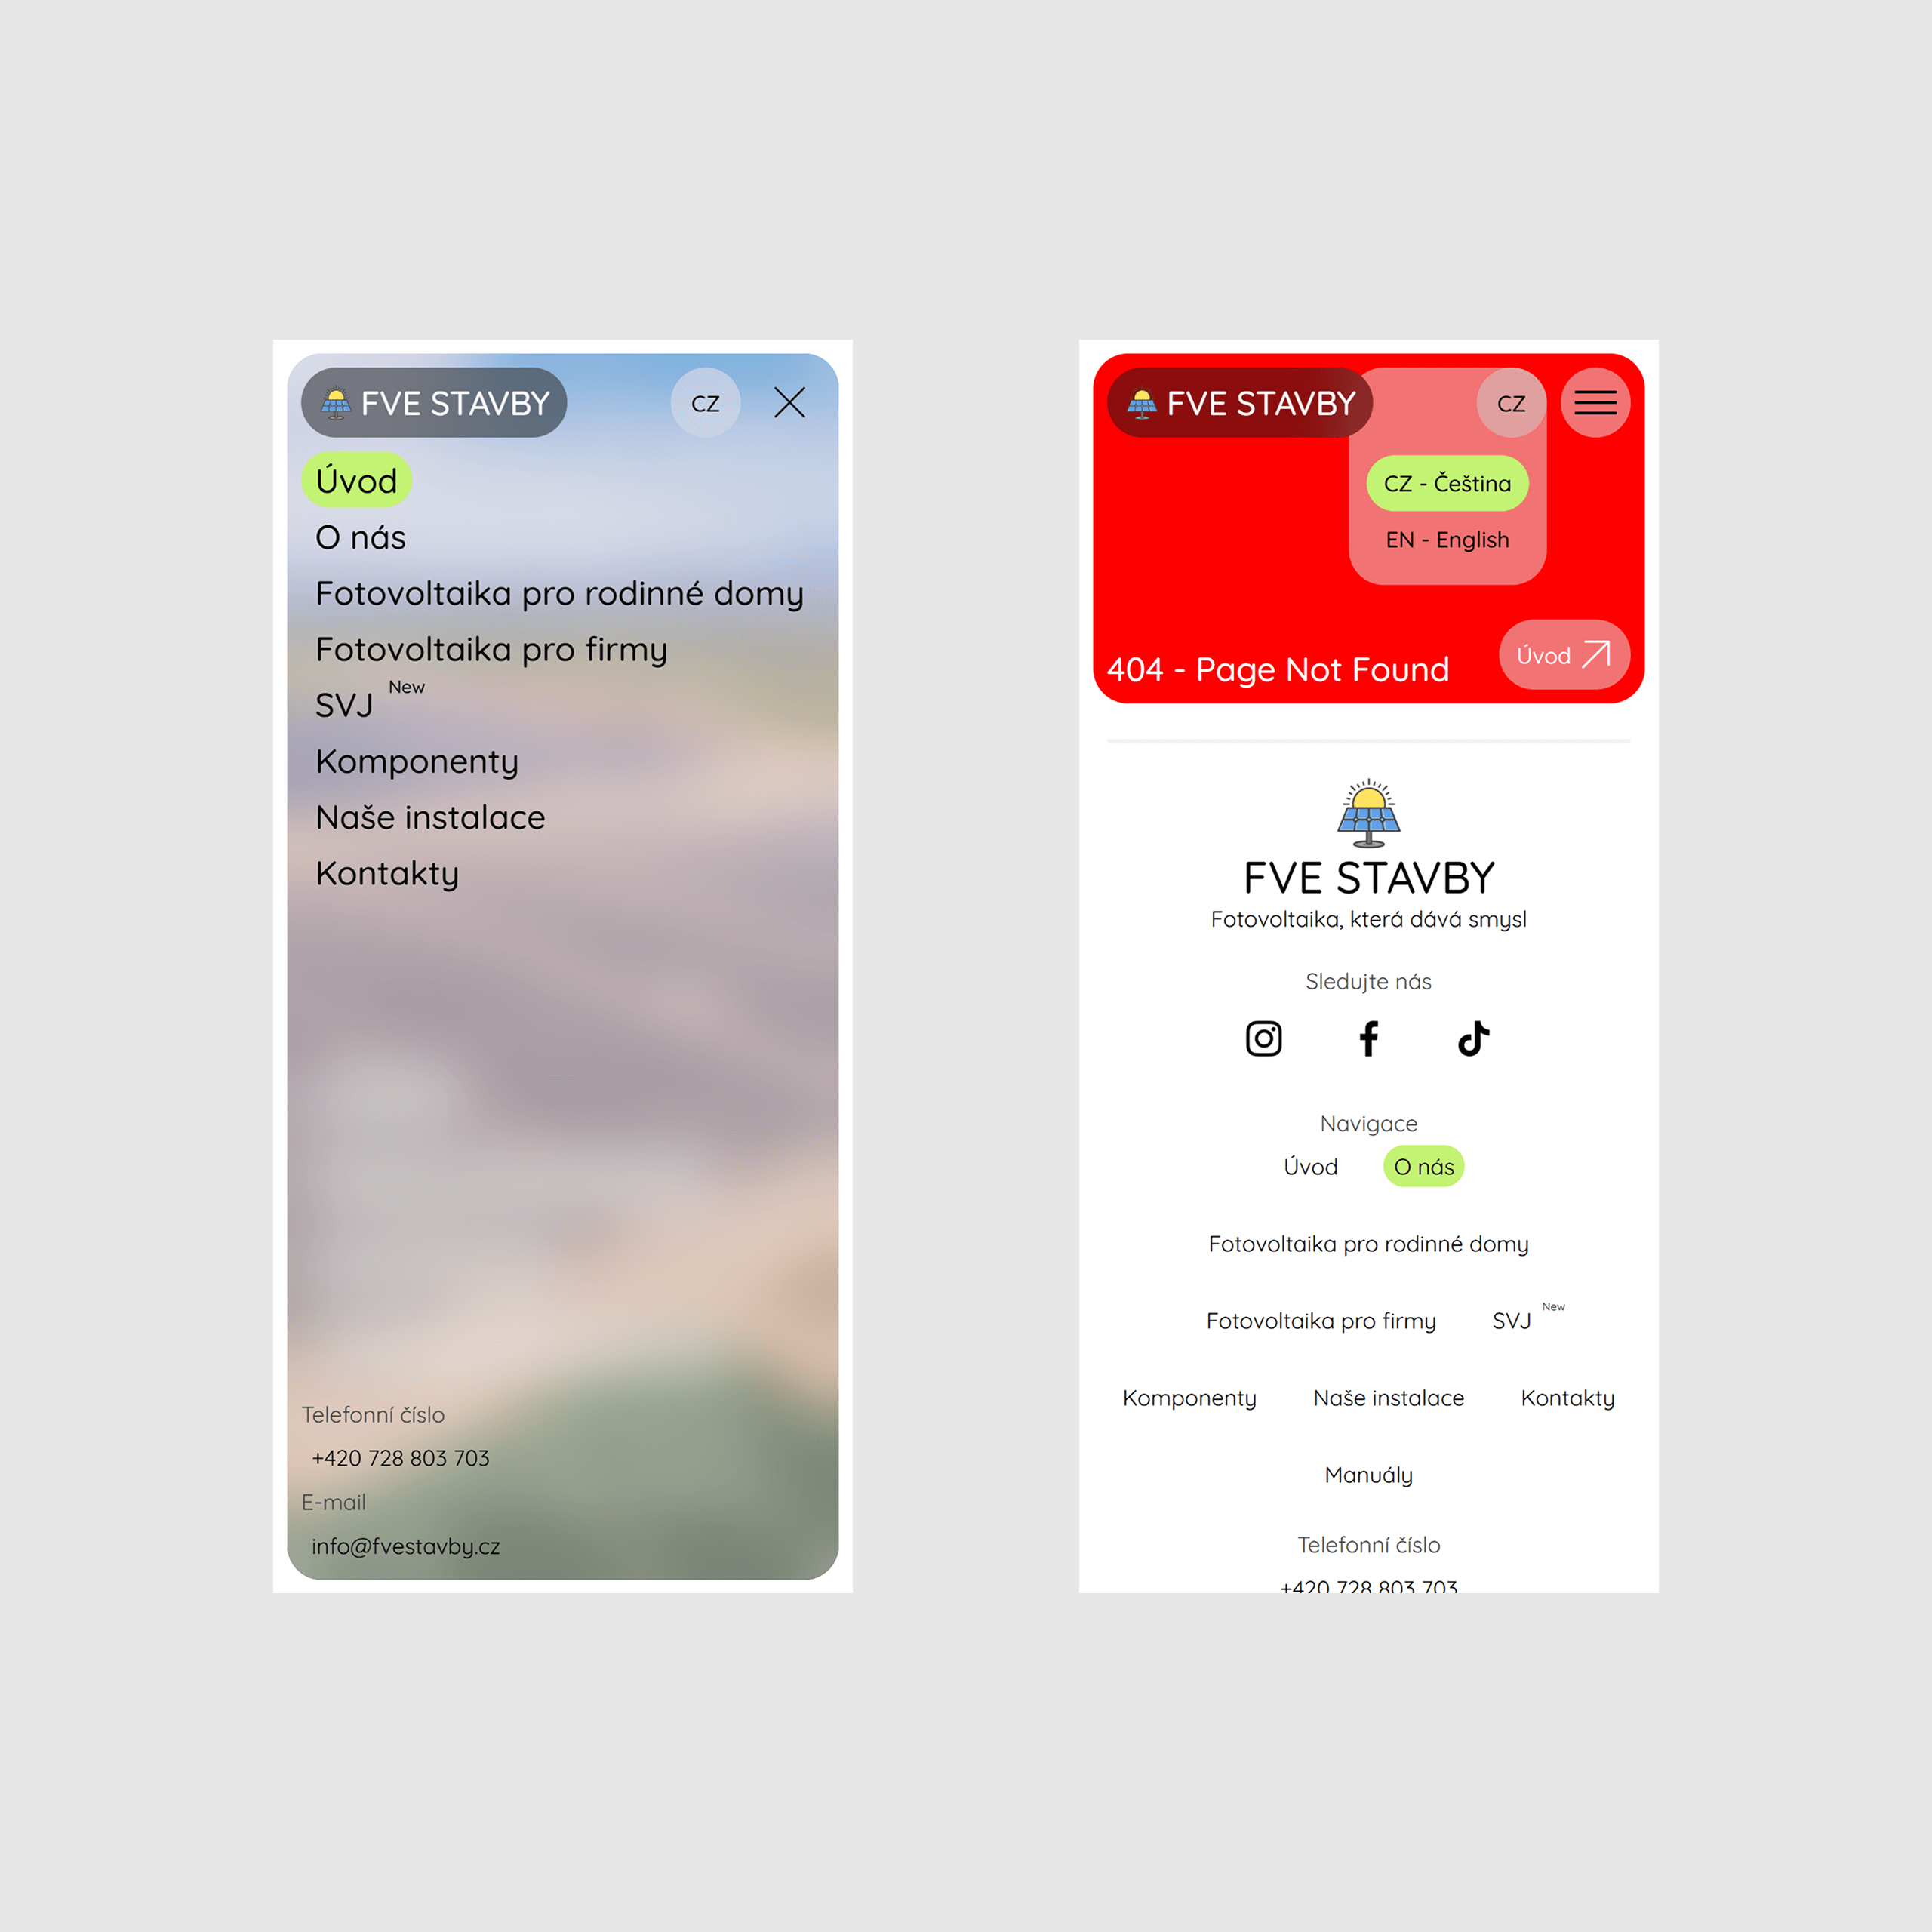 FVE STAVBY
CZ
Úvod
O nás
Fotovoltaika pro rodinné domy
Fotovoltaika pro firmy
SVJ New
Komponenty
Naše instalace
Kontakty
Telefonní číslo
+420 728 803 703
E-mail
info@fvestavby.cz
FVE STAVBY
CZ
CZ - Čeština
EN - English
404 - Page Not Found
Úvod
FVE STAVBY
Fotovoltaika, která dává smysl
Sledujte nás
Navigace
Úvod O nás
Fotovoltaika pro rodinné domy
Fotovoltaika pro firmy SVJ New
Komponenty Naše instalace Kontakty
Manuály
Telefonní číslo
+420 728 803 703